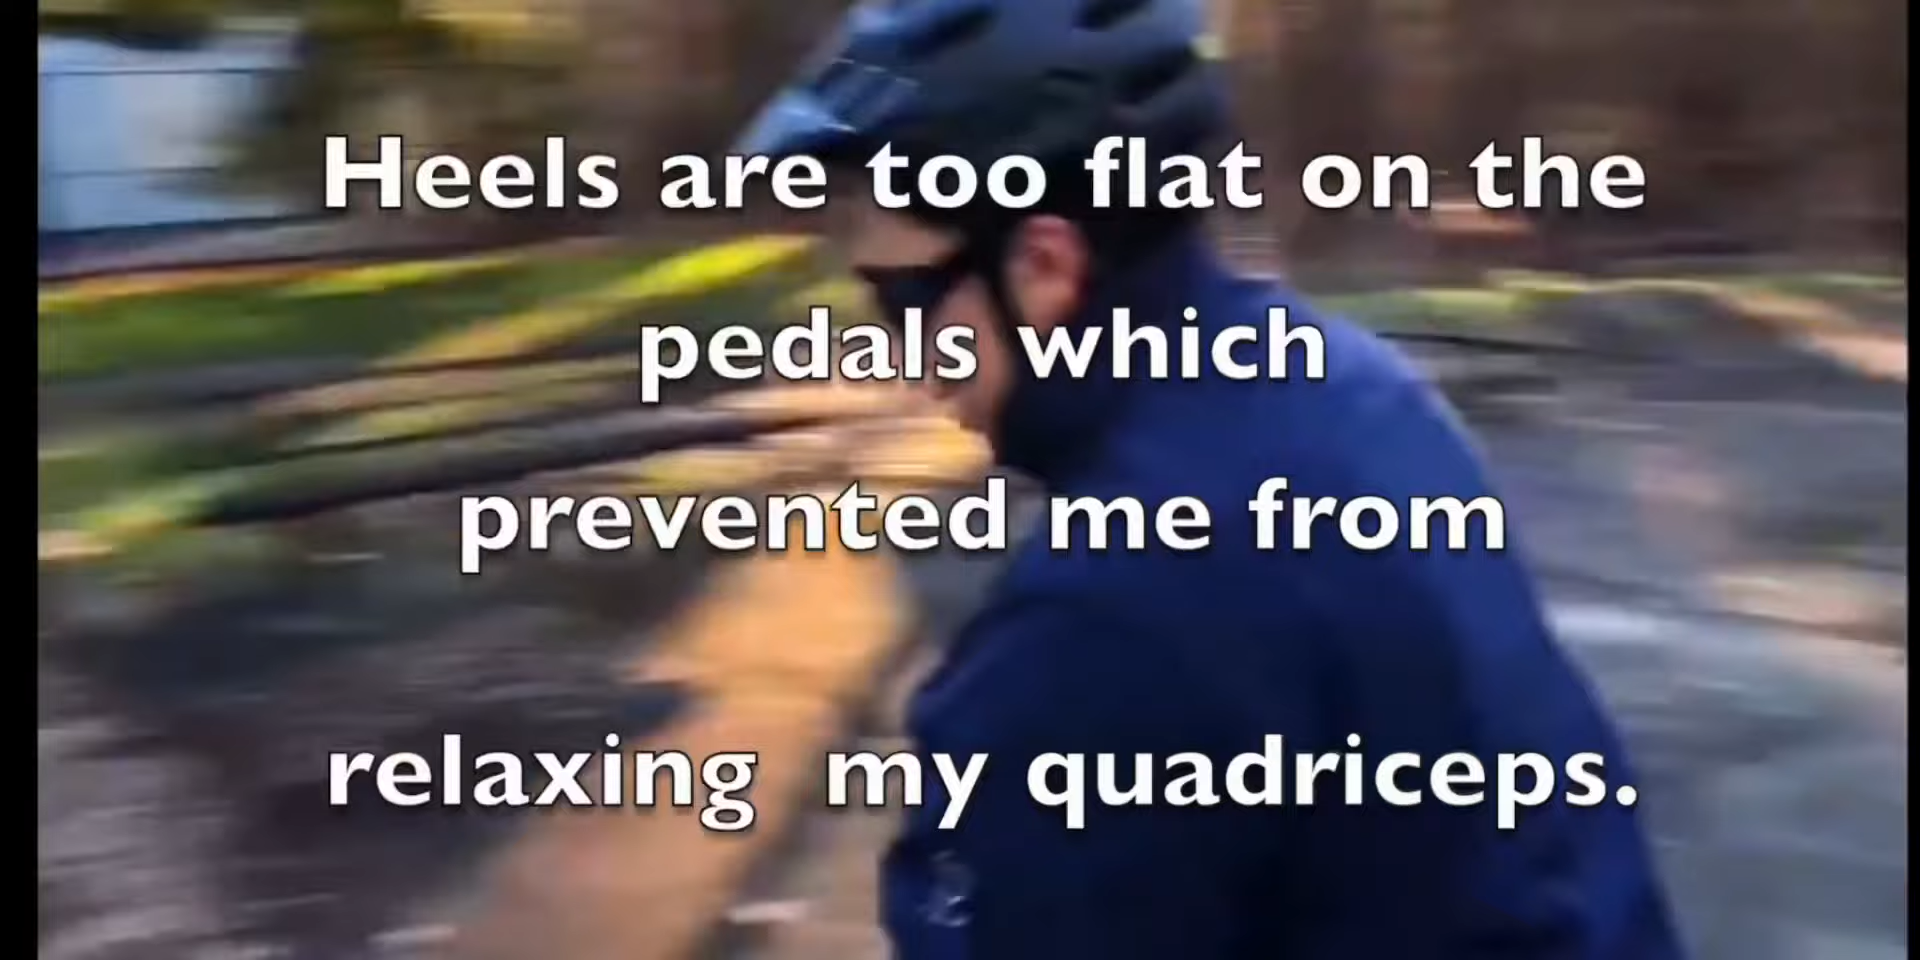 Heels are too flat on the
pedals which
prevented me from
relaxing  my quadriceps.